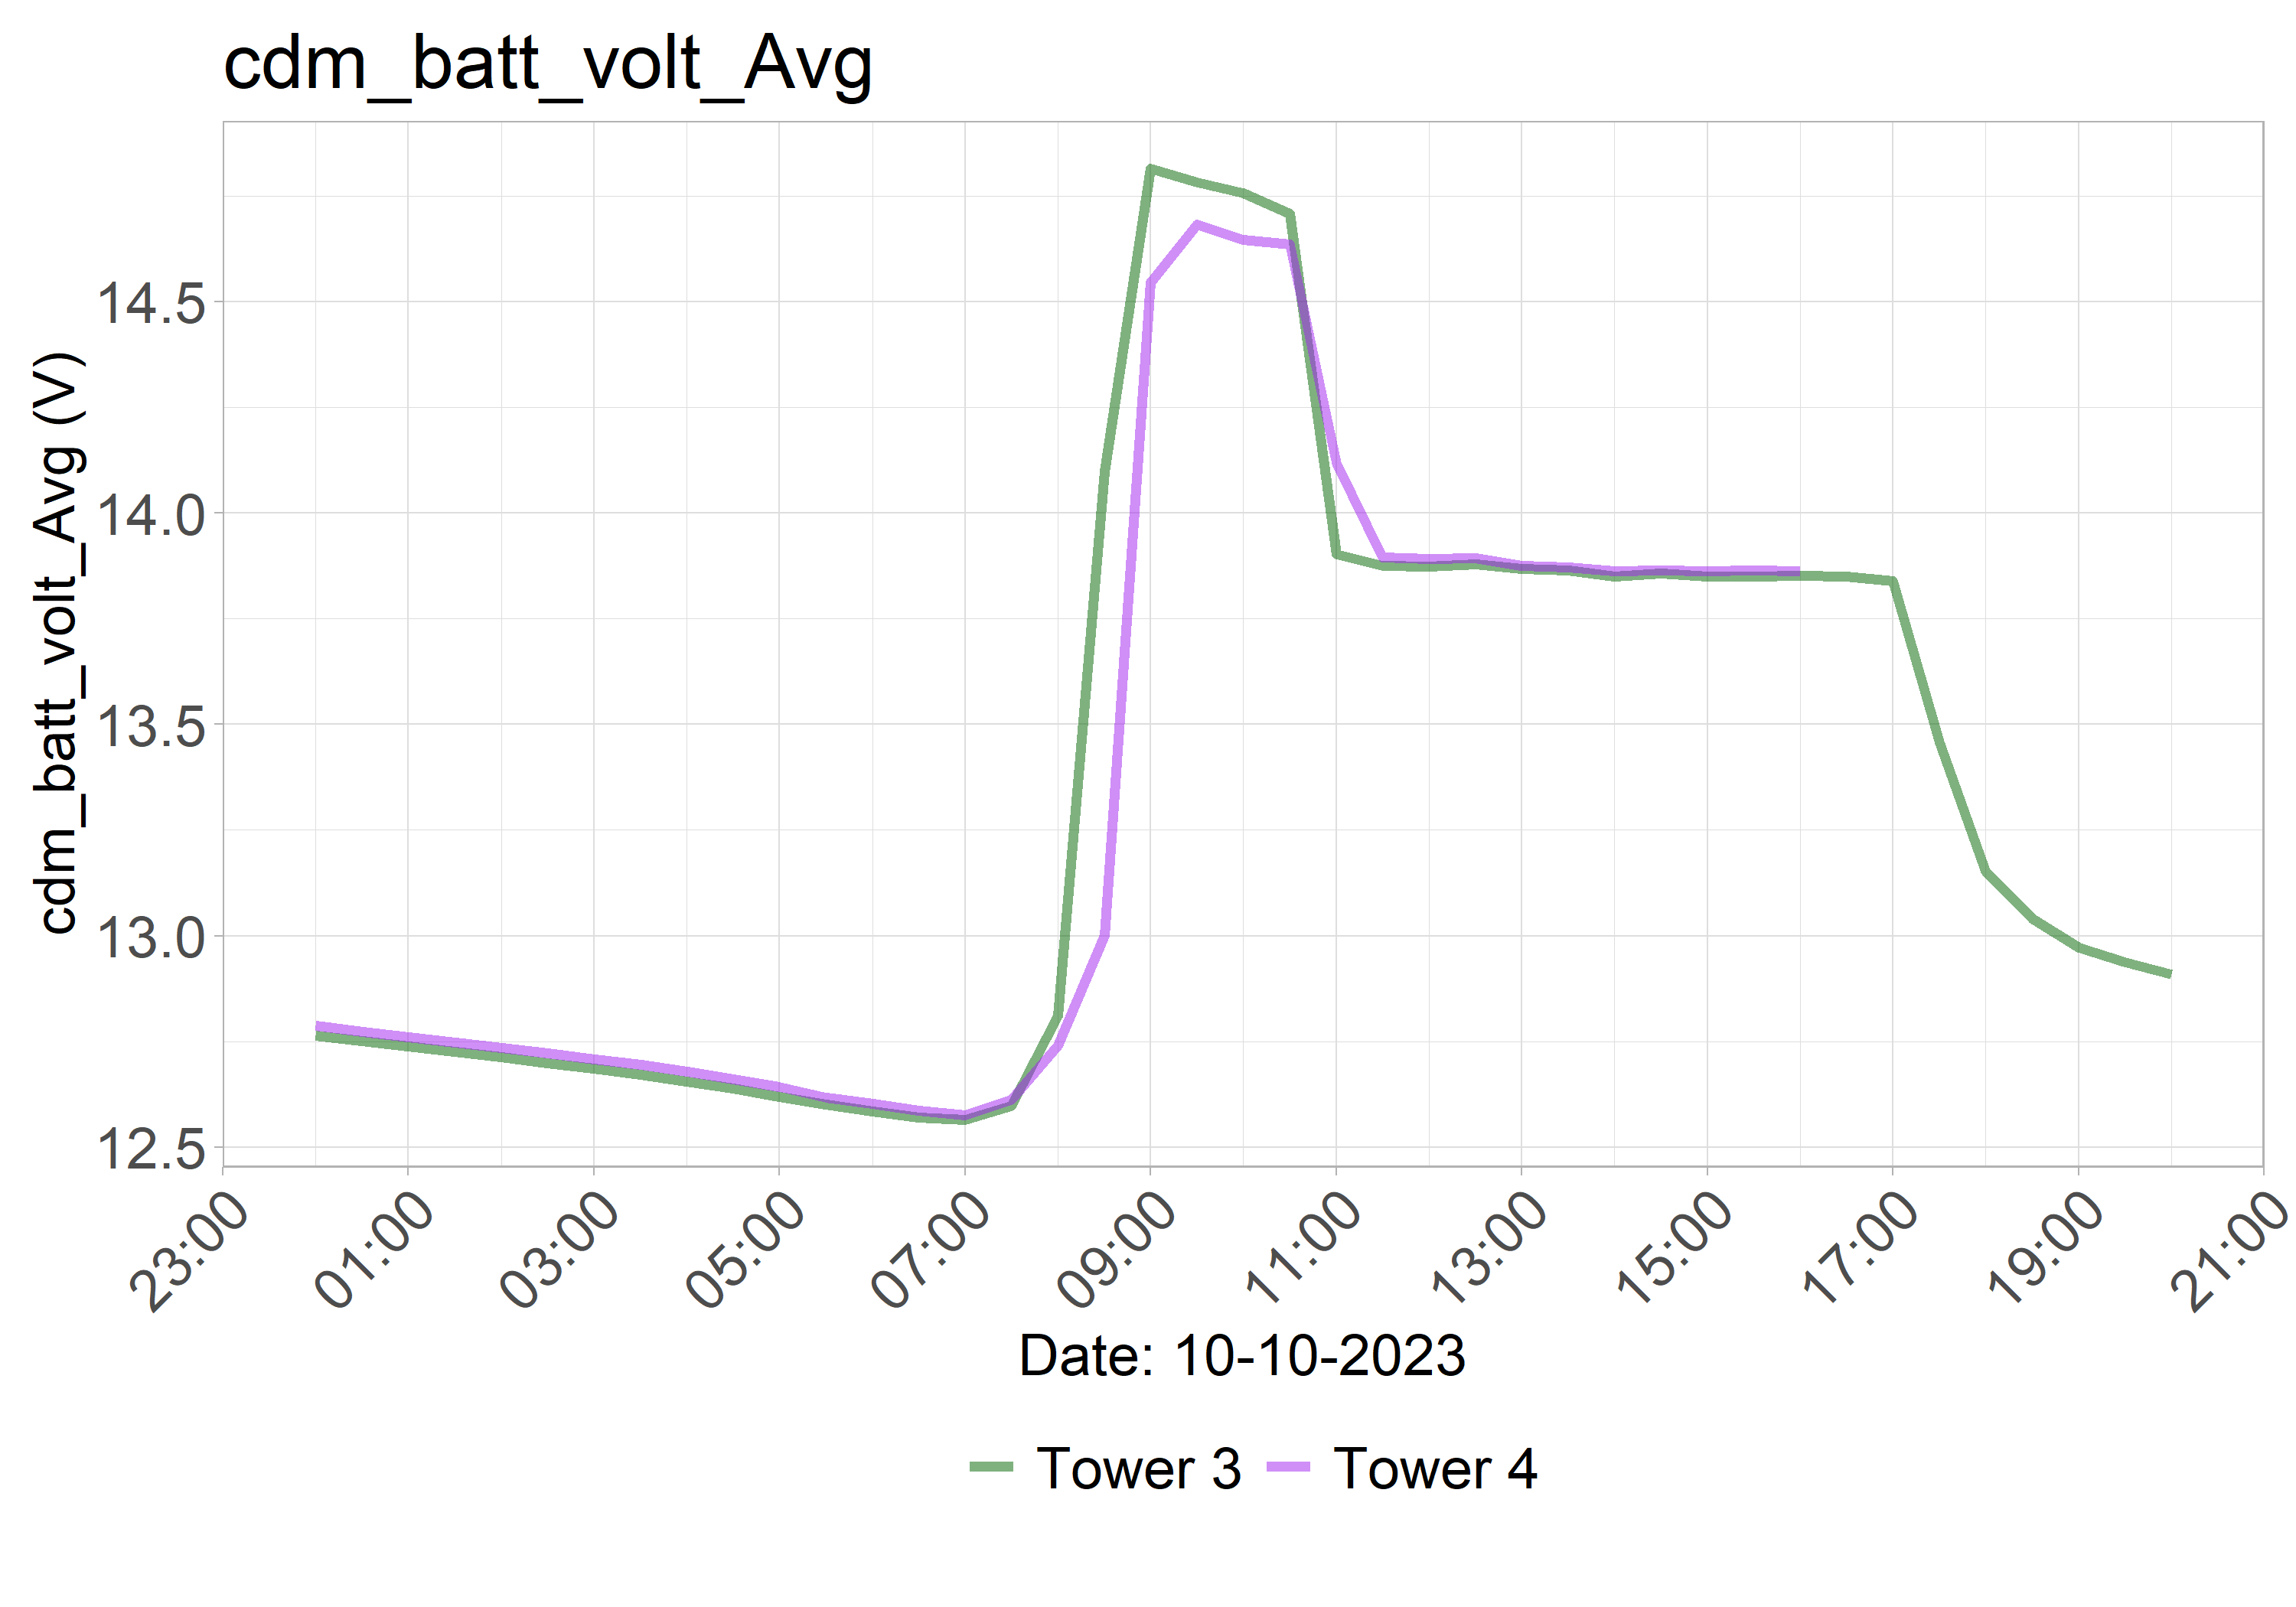 cdm_batt_volt_Avg
cdm_batt_volt_Avg (V)
14.5
14.0
13.5
13.0
12.5
23:00 01:00 03:00 05:00 07:00 09:00 11:00 13:00 15:00 17:00 19:00 21:00
Date: 10-10-2023
Tower 3 Tower 4